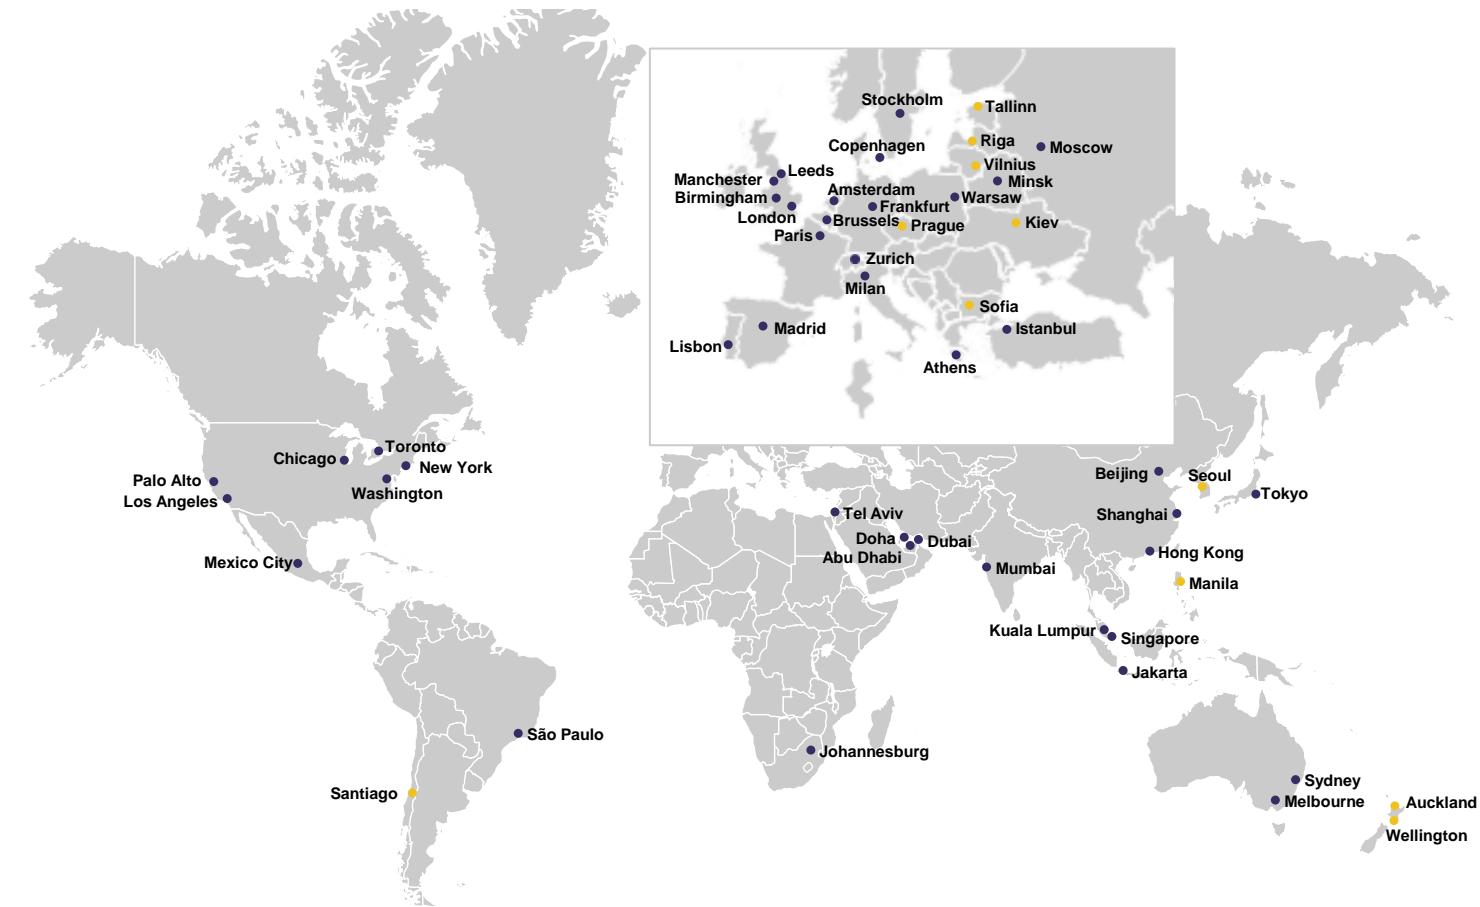 Stockholm
Tallinn
Copenhagen
Riga
Moscow
Vilnius
Leeds
Manchester
Minsk
Amsterdam
Birmingham
Warsaw
Frankfurt
London
Brussels
Prague
Kiev
Paris
Zurich
Milan
Sofia
Madrid
Istanbul
Lisbon
Athens
Toronto
Chicago
New York
Palo Alto
Washington
Los Angeles
Mexico City
São Paulo
Santiago
Beijing
Seoul
Tokyo
Tel Aviv
Shanghai
Doha
Dubai
Abu Dhabi
Hong Kong
Mumbai
Manila
Kuala Lumpur
Singapore
Jakarta
Johannesburg
Sydney
Melbourne
Auckland
Wellington